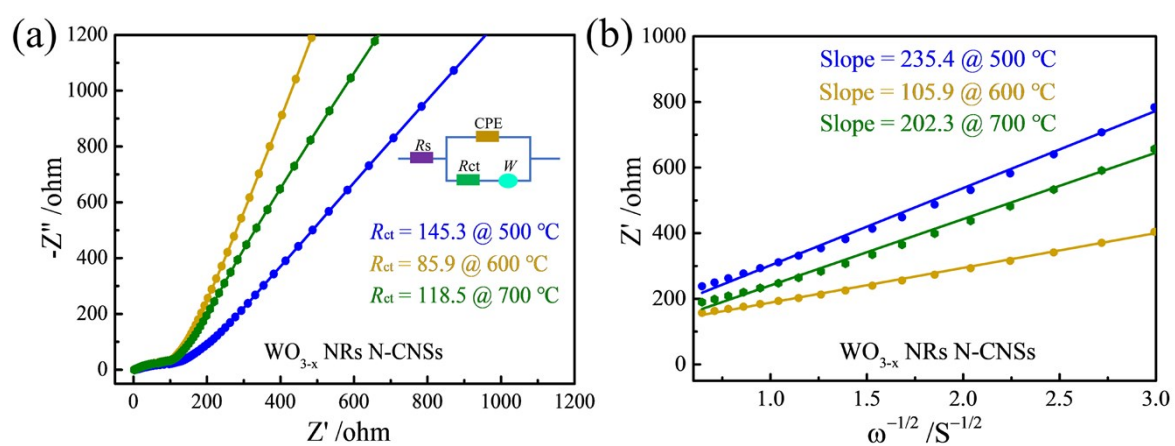 (a)
1200
1000
800
600
400
200
0
-Z" /ohm
0 200 400 600 800 1000 1200
Z' /ohm
CPE
Rs
Rct W
Rct = 145.3 @ 500 ℃
Rct = 85.9 @ 600 ℃
Rct = 118.5 @ 700 ℃
WO3-x NRs N-CNSs
(b)
1000
800
600
400
200
0
Z' /ohm
1.0 1.5 2.0 2.5 3.0
ω-1/2 /S-1/2
Slope = 235.4 @ 500 ℃
Slope = 105.9 @ 600 ℃
Slope = 202.3 @ 700 ℃
WO3-x NRs N-CNSs